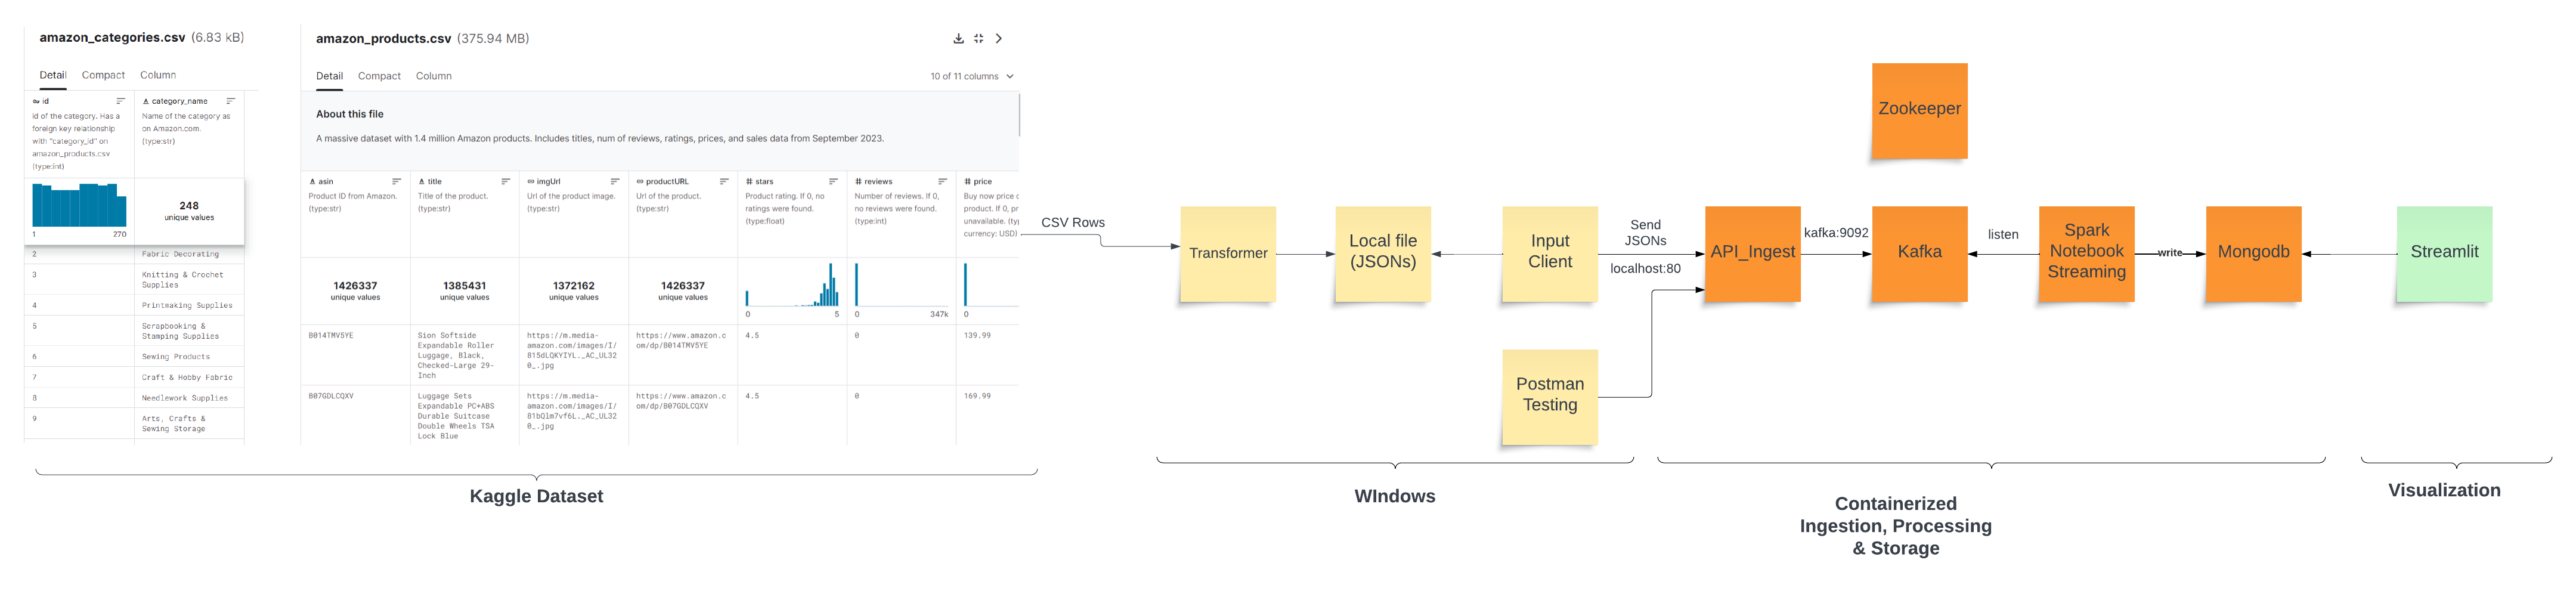 amazon_categories.csv (6.83 kB)
Detail Compact Column
id
id of the category. Has a
foreign key relationship
with "category_id" on
amazon_products.csv
(type:int)
category_name
Name of the category as
on Amazon.com.
(type:str)
1 270
248
unique values
2 Fabric Decorating
3 Knitting & Crochet
Supplies
4 Printmaking Supplies
5 Scrapbooking &
Stamping Supplies
6 Sewing Products
7 Craft & Hobby Fabric
8 Needlework Supplies
9 Arts, Crafts &
Sewing Storage
amazon_products.csv (375.94 MB)
Detail Compact Column
10 of 11 columns
About this file
A massive dataset with 1.4 million Amazon products. Includes titles, num of reviews, ratings, prices, and sales data from September 2023.
asin
Product ID from Amazon.
(type:str)
title
Title of the product.
(type:str)
imgUrl
Url of the product image.
(type:str)
productURL
Url of the product.
(type:str)
# stars
Product rating. If 0, no
ratings were found.
(type:float)
# reviews
Number of reviews. If 0,
no reviews were found.
(type:int)
# price
Buy now price o
product. If 0, pr
unavailable. (ty
currency: USD)
1426337
unique values
1385431
unique values
1372162
unique values
1426337
unique values
0 5
0 347k
0
B014TMV5YE
Sion Softside
Expandable Roller
Luggage, Black,
Checked-Large 29-
Inch
https://m.media-
amazon.com/images/I/
815dLQKYIYL._AC_UL32
0_.jpg
https://www.amazon.c
om/dp/B014TMV5YE
4.5
0
139.99
B07GDLCQXV
Luggage Sets
Expandable PC+ABS
Durable Suitcase
Double Wheels TSA
Lock Blue
https://m.media-
amazon.com/images/I/
81bQlm7vf6L._AC_UL32
0_.jpg
https://www.amazon.c
om/dp/B07GDLCQXV
4.5
0
169.99
Kaggle Dataset
CSV Rows
Transformer
Local file
(JSONs)
Input
Client
Postman
Testing
WIndows
Send
JSONs
localhost:80
API_Ingest
kafka:9092
Zookeeper
Kafka
listen
Spark
Notebook
Streaming
write
Mongodb
Containerized
Ingestion, Processing
& Storage
Streamlit
Visualization